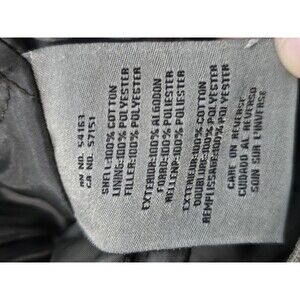 RN NO. 54163
CA NO. 57151
SHELL:100% COTTON
LINING:100% POLYESTER
FILLER:100% POLYESTER
EXTERIOR:100% ALGODON
FORRO:100% POLIESTER
RELLENO:100% POLIESTER
EXTERIEUR:100% COTTON
DOUBLURE:100% POLYESTER
REMPLISSAGE:100% POLYESTER
CARE ON REVERSE
CUIDADO AL REVERSO
SOIN SUR L'ENVERSE